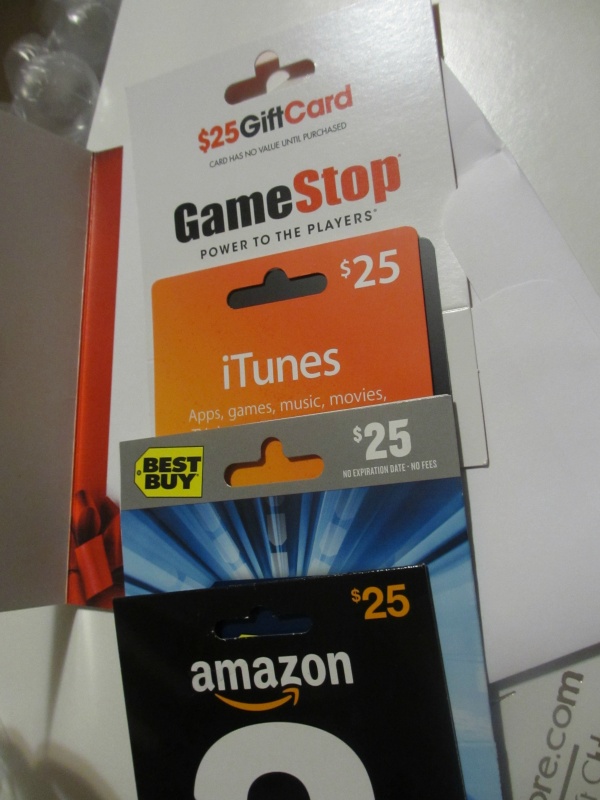 $25GiftCard
CARD HAS NO VALUE UNTIL PURCHASED
GameStop
POWER TO THE PLAYERS
$25
iTunes
Apps, games, music, movies,
BEST BUY
$25
NO EXPIRATION DATE · NO FEES
$25
amazon